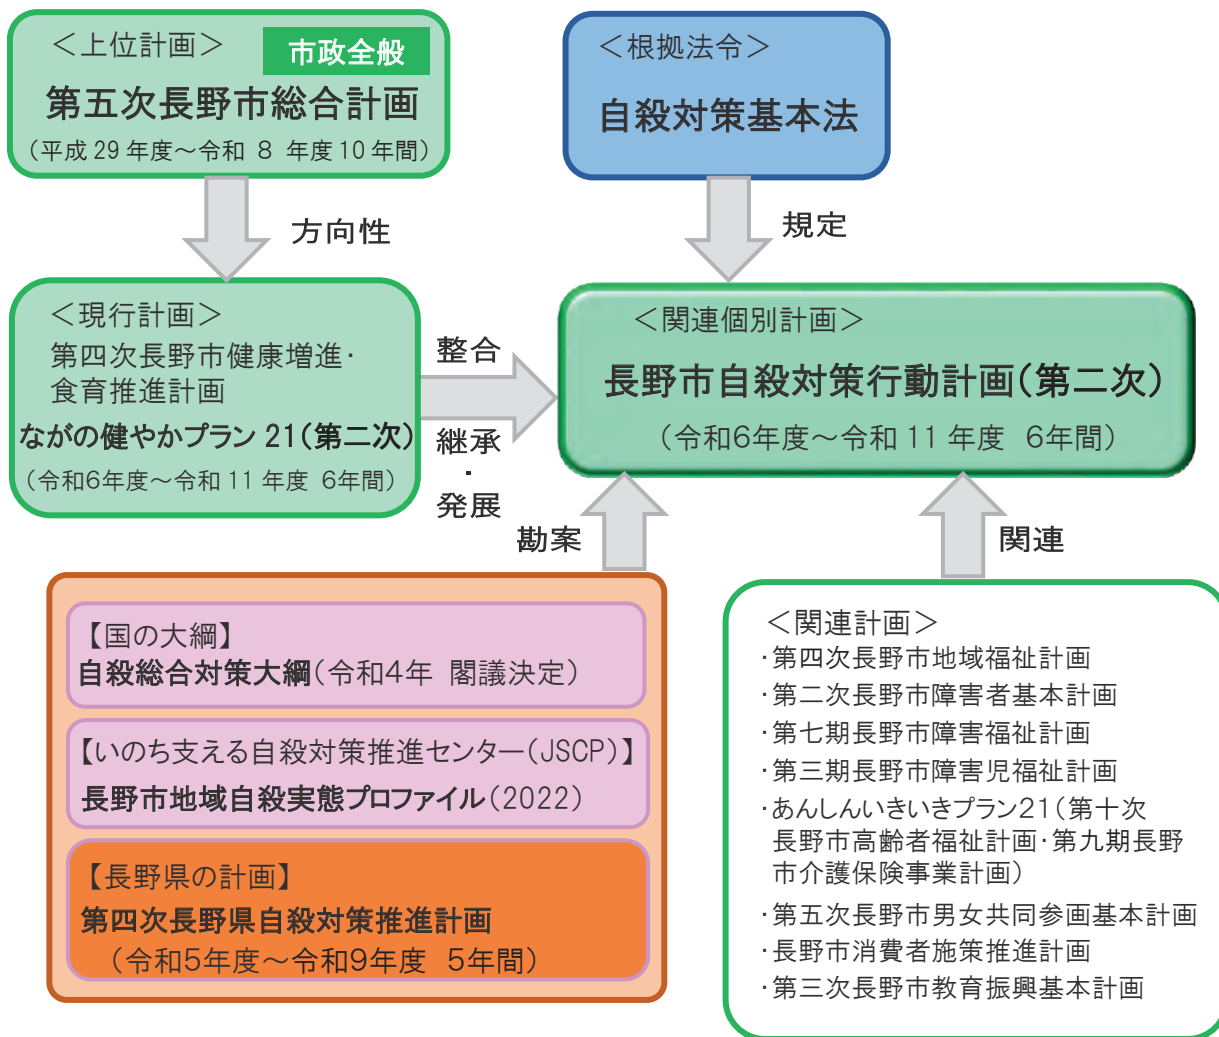 ＜上位計画＞
市政全般
第五次長野市総合計画
（平成 29 年度～令和 8 年度 10 年間）
方向性
＜根拠法令＞
自殺対策基本法
規定
＜現行計画＞
第四次長野市健康増進・
食育推進計画
ながの健やかプラン 21（第二次）
（令和６年度～令和 11 年度 ６年間）
整合
継承
・
発展
＜関連個別計画＞
長野市自殺対策行動計画（第二次）
（令和６年度～令和 11 年度 ６年間）
勘案
関連
【国の大綱】
自殺総合対策大綱（令和４年 閣議決定）
【いのち支える自殺対策推進センター（JSCP）】
長野市地域自殺実態プロファイル（2022）
【長野県の計画】
第四次長野県自殺対策推進計画
（令和５年度～令和９年度 ５年間）
＜関連計画＞
・第四次長野市地域福祉計画
・第二次長野市障害者基本計画
・第七期長野市障害福祉計画
・第三期長野市障害児福祉計画
・あんしんいきいきプラン２１（第十次
長野市高齢者福祉計画・第九期長野
市介護保険事業計画）
・第五次長野市男女共同参画基本計画
・長野市消費者施策推進計画
・第三次長野市教育振興基本計画